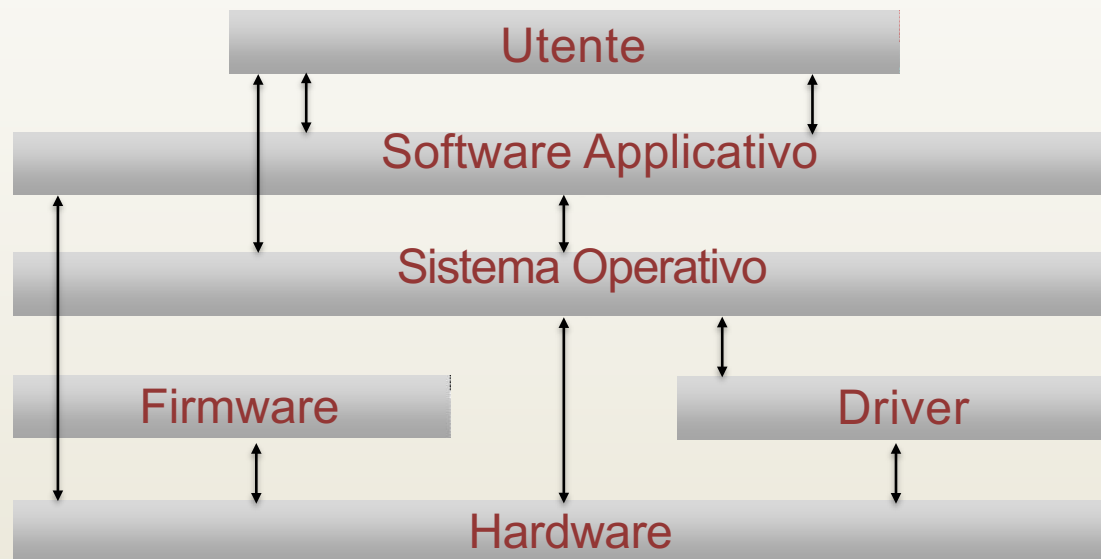 Utente
Software Applicativo
Sistema Operativo
Firmware
Driver
Hardware